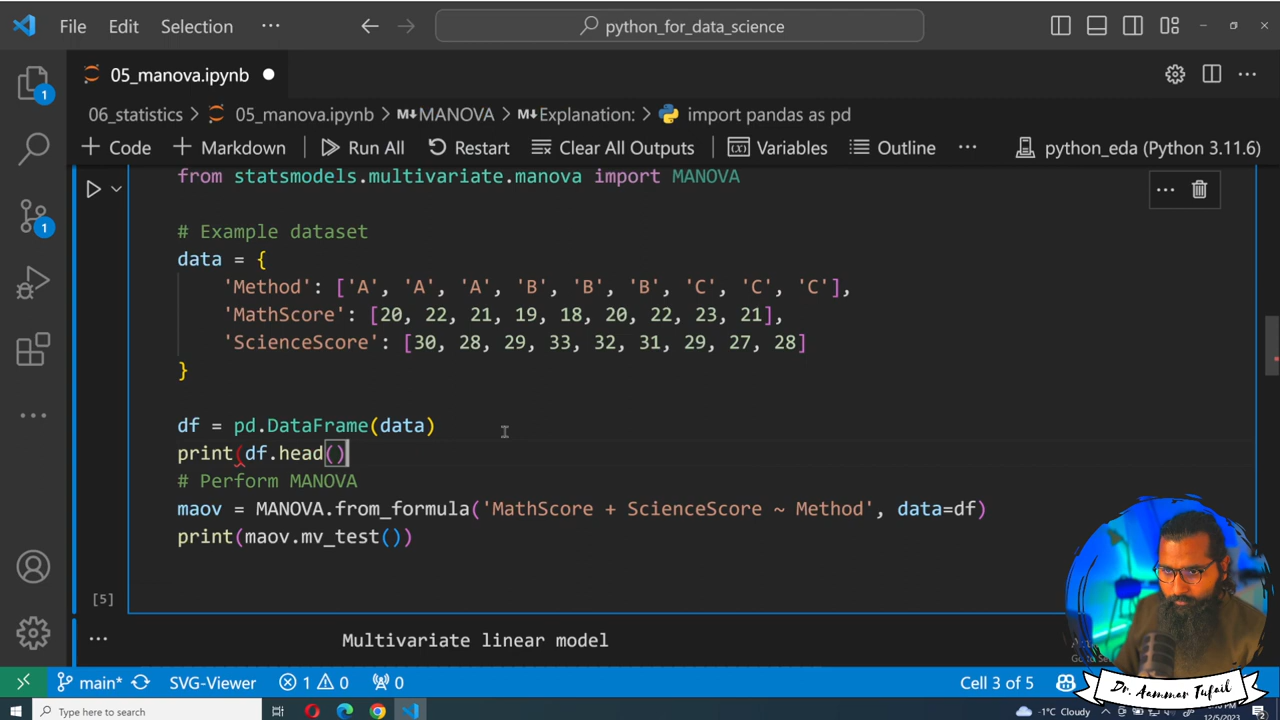 File Edit Selection ··· python_for_data_science
05_manova.ipynb
06_statistics > 05_manova.ipynb > MANOVA > Explanation: > import pandas as pd
+ Code + Markdown Run All Restart Clear All Outputs Variables Outline ··· python_eda (Python 3.11.6)
from statsmodels.multivariate.manova import MANOVA
# Example dataset
data = {
'Method': ['A', 'A', 'A', 'B', 'B', 'B', 'C', 'C', 'C'],
'MathScore': [20, 22, 21, 19, 18, 20, 22, 23, 21],
'ScienceScore': [30, 28, 29, 33, 32, 31, 29, 27, 28]
}
df = pd.DataFrame(data)
print(df.head()
# Perform MANOVA
maov = MANOVA.from_formula('MathScore + ScienceScore ~ Method', data=df)
print(maov.mv_test())
[5]
Multivariate linear model
1
1
main* SVG-Viewer 1 0 0 Cell 3 of 5
Dr. Aammar Tufail
Type here to search -1°C Cloudy 12/5/2023